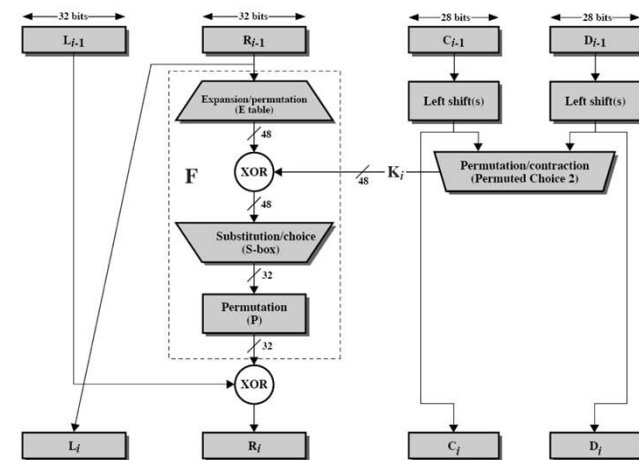 32 bits
32 bits
28 bits
28 bits
Li-1
Ri-1
Ci-1
Di-1
Expansion/permutation
(E table)
Left shift(s)
Left shift(s)
48
F
XOR
48
Ki
Permutation/contraction
(Permuted Choice 2)
48
Substitution/choice
(S-box)
32
Permutation
(P)
32
XOR
Li
Ri
Ci
Di